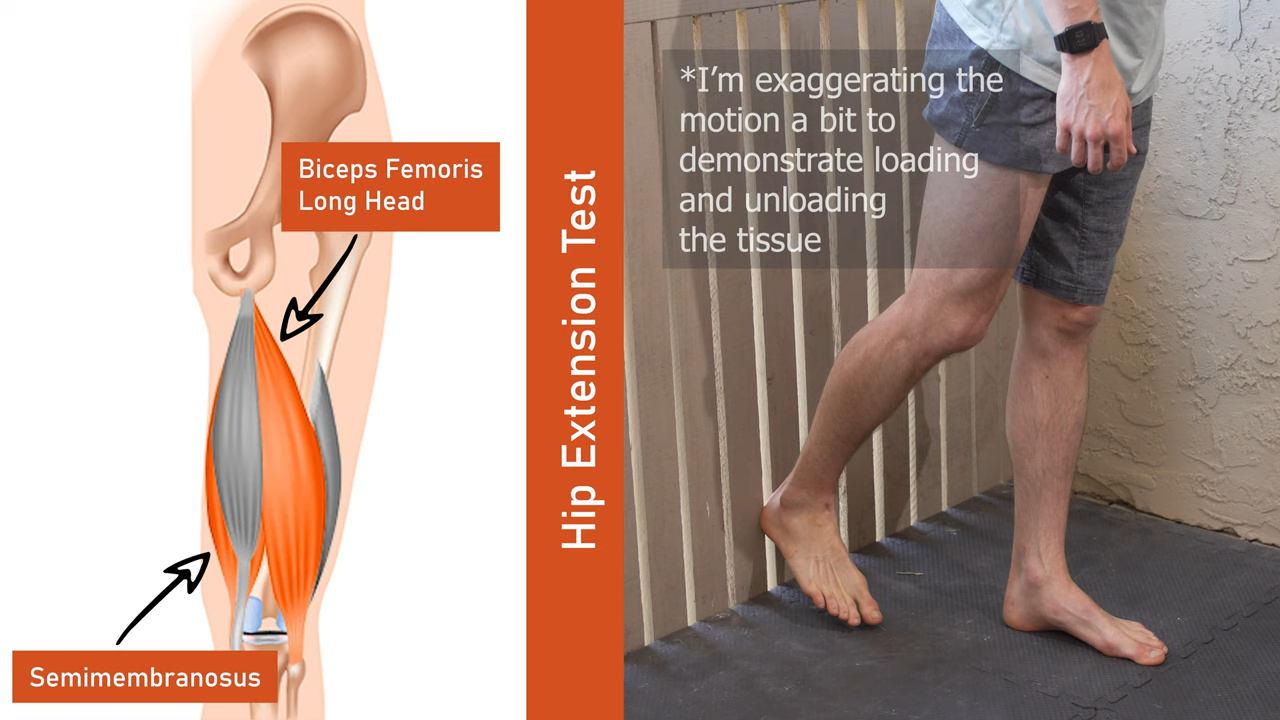 Biceps Femoris
Long Head
Semimembranosus
Hip Extension Test
*I'm exaggerating the
motion a bit to
demonstrate loading
and unloading
the tissue